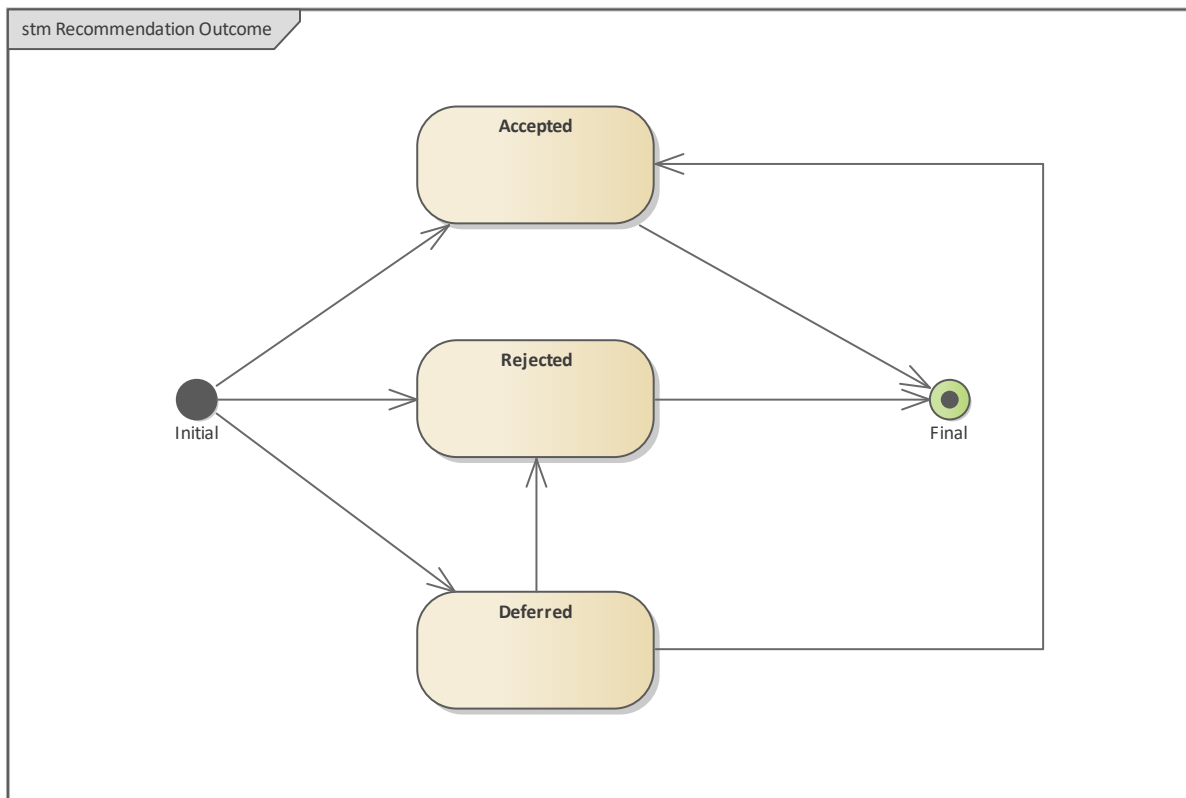 stm Recommendation Outcome
Accepted
Rejected
Initial
Final
Deferred